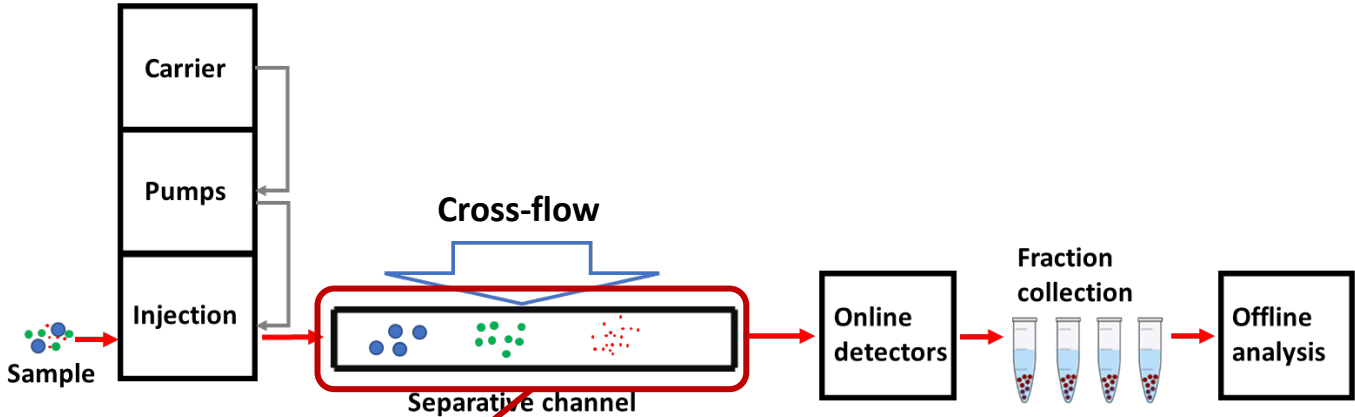 Carrier
Pumps
Injection
Sample
Cross-flow
Separative channel
Online
detectors
Fraction
collection
Offline
analysis